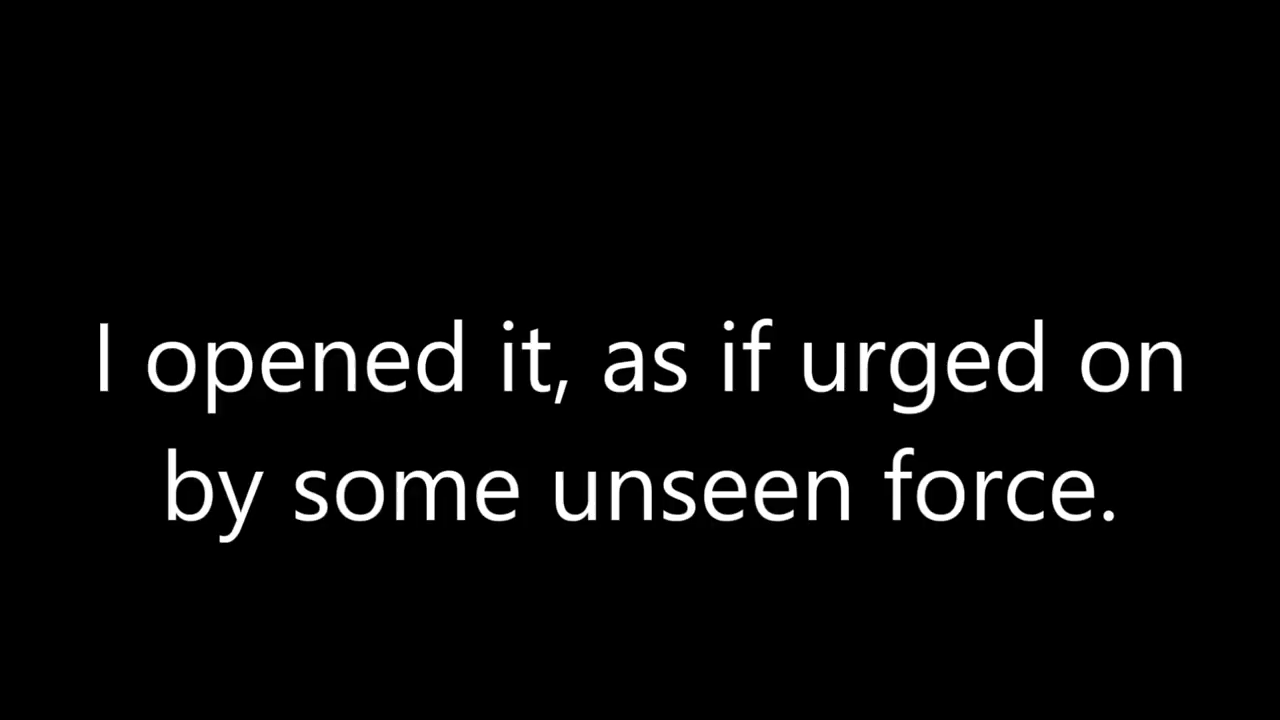 I opened it, as if urged on
by some unseen force.